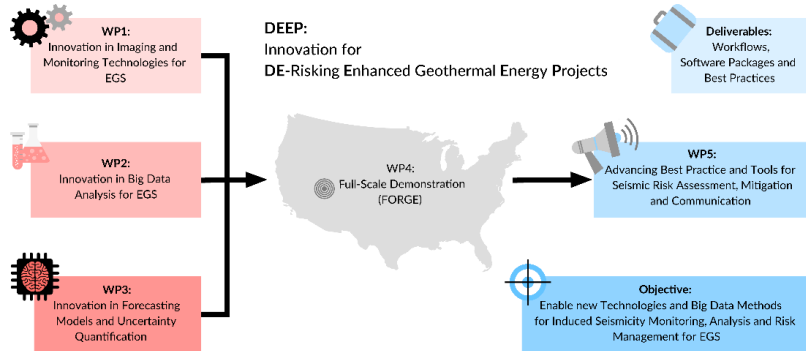 DEEP:
Innovation for
DE-Risking Enhanced Geothermal Energy Projects
WP1:
Innovation in Imaging and
Monitoring Technologies for
EGS
WP2:
Innovation in Big Data
Analysis for EGS
WP3:
Innovation in Forecasting
Models and Uncertainty
Quantification
WP4:
Full-Scale Demonstration
(FORGE)
Deliverables:
Workflows,
Software Packages and
Best Practices
WP5:
Advancing Best Practice and Tools for
Seismic Risk Assessment, Mitigation
and Communication
Objective:
Enable new Technologies and Big Data Methods
for Induced Seismicity Monitoring, Analysis and Risk
Management for EGS